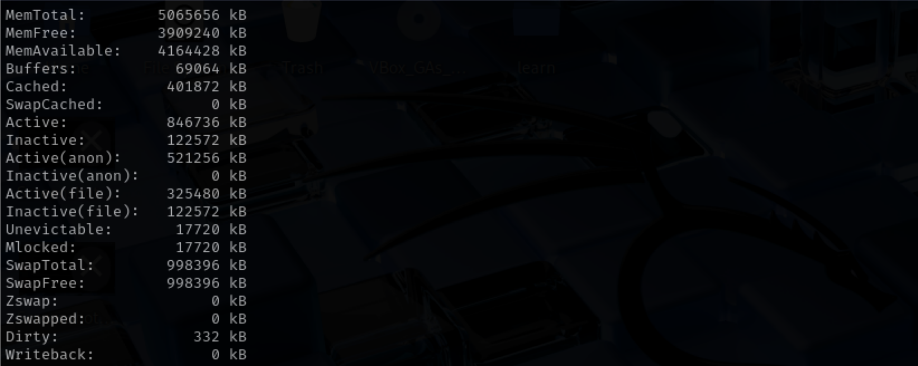 MemTotal: 5065656 kB
MemFree: 3909240 kB
MemAvailable: 4164428 kB
Buffers: 69064 kB
Cached: 401872 kB
SwapCached: 0 kB
Active: 846736 kB
Inactive: 122572 kB
Active(anon): 521256 kB
Inactive(anon): 0 kB
Active(file): 325480 kB
Inactive(file): 122572 kB
Unevictable: 17720 kB
Mlocked: 17720 kB
SwapTotal: 998396 kB
SwapFree: 998396 kB
Zswap: 0 kB
Zswapped: 0 kB
Dirty: 332 kB
Writeback: 0 kB
Trash
learn